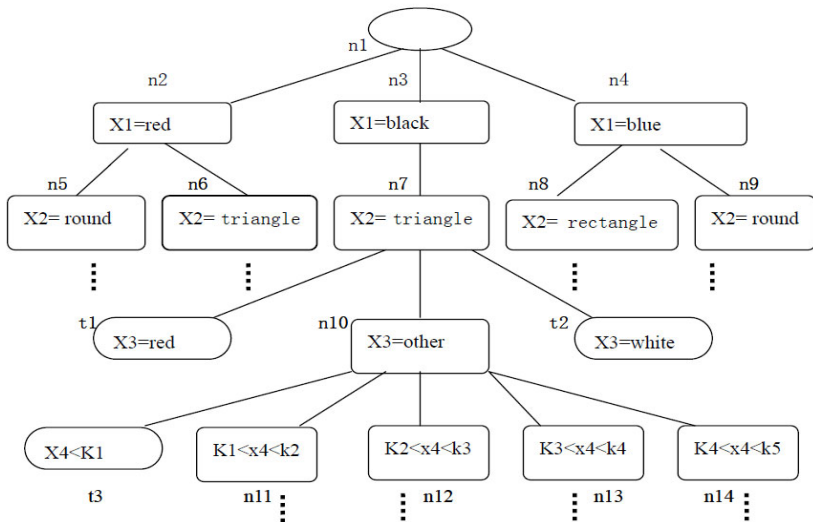 n1
n2 n3 n4
X1=red X1=black X1=blue
n5 n6 n7 n8 n9
X2= round X2= triangle X2= triangle X2= rectangle X2= round
t1 n10 t2
X3=red X3=other X3=white
X4<K1 K1<x4<k2 K2<x4<k3 K3<x4<k4 K4<x4<k5
t3 n11 n12 n13 n14